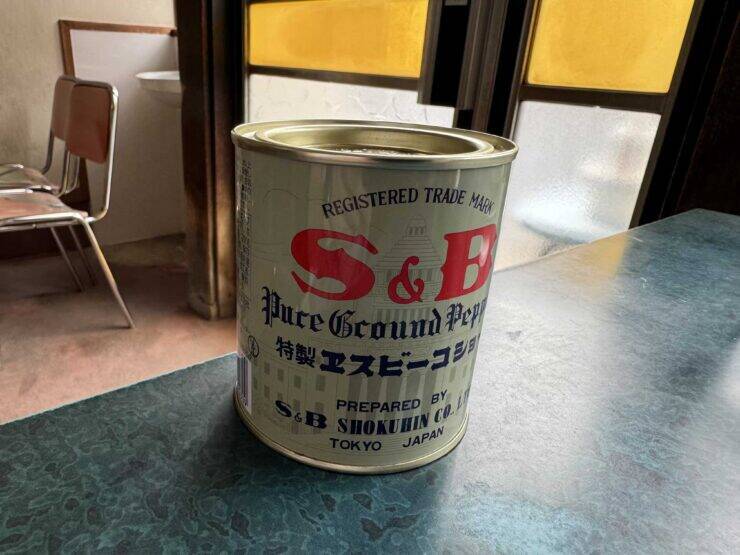 REGISTERED TRADE MARK
S & B
Pure Ground Pepp
特製 ヱスビーコショ
PREPARED BY
S&B SHOKUHIN CO., L
TOKYO JAPAN